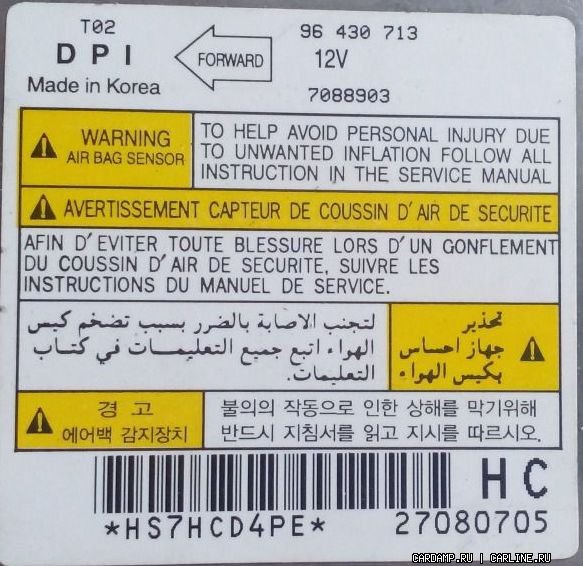 T02
96 430 713
DPI
FORWARD
12V
Made in Korea
7088903
WARNING
AIR BAG SENSOR
TO HELP AVOID PERSONAL INJURY DUE
TO UNWANTED INFLATION FOLLOW ALL
INSTRUCTION IN THE SERVICE MANUAL
AVERTISSEMENT CAPTEUR DE COUSSIN D'AIR DE SECURITE
AFIN D'EVITER TOUTE BLESSURE LORS D'UN GONFLEMENT
DU COUSSIN D'AIR DE SECURITE, SUIVRE LES
INSTRUCTIONS DU MANUEL DE SERVICE.
تحذير
جهاز احساس
بكيس الهواء
لتجنب الاصابة بالضرر بسبب تضخم كيس
الهواء اتبع جميع التعليمات في كتاب
التعليمات.
경 고
에어백 감지장치
불의의 작동으로 인한 상해를 막기위해
반드시 지침서를 읽고 지시를 따르시오.
HC
*HS7HCD4PE*
27080705
CARDAMP.RU | CARLINE.RU